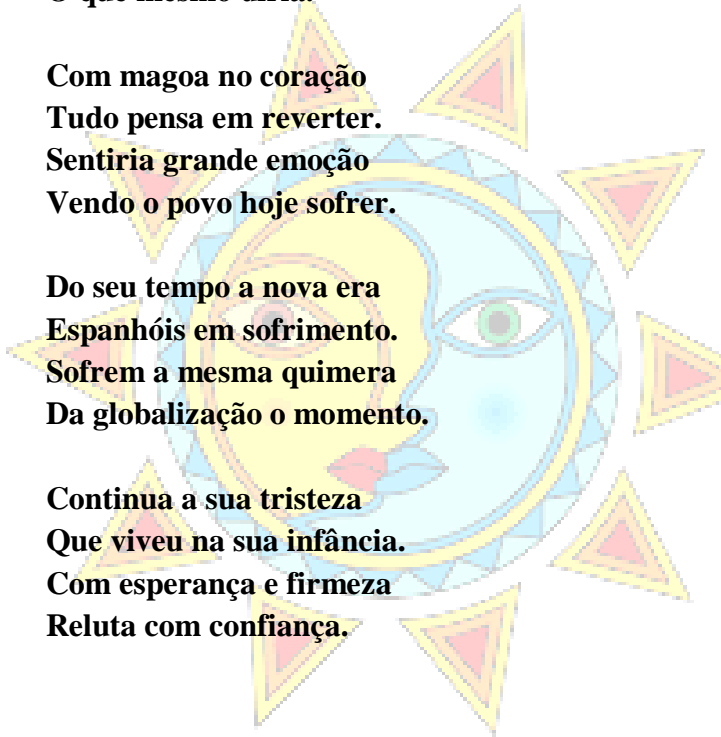 Com magoa no coração
Tudo pensa em reverter.
Sentiria grande emoção
Vendo o povo hoje sofrer.
Do seu tempo a nova era
Espanhóis em sofrimento.
Sofrem a mesma quimera
Da globalização o momento.
Continua a sua tristeza
Que viveu na sua infância.
Com esperança e firmeza
Reluta com confiança.